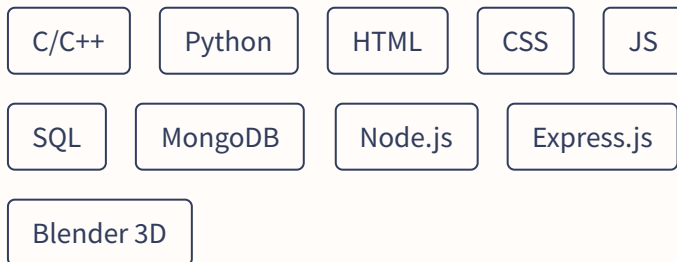 C/C++ Python HTML CSS JS
SQL MongoDB Node.js Express.js
Blender 3D